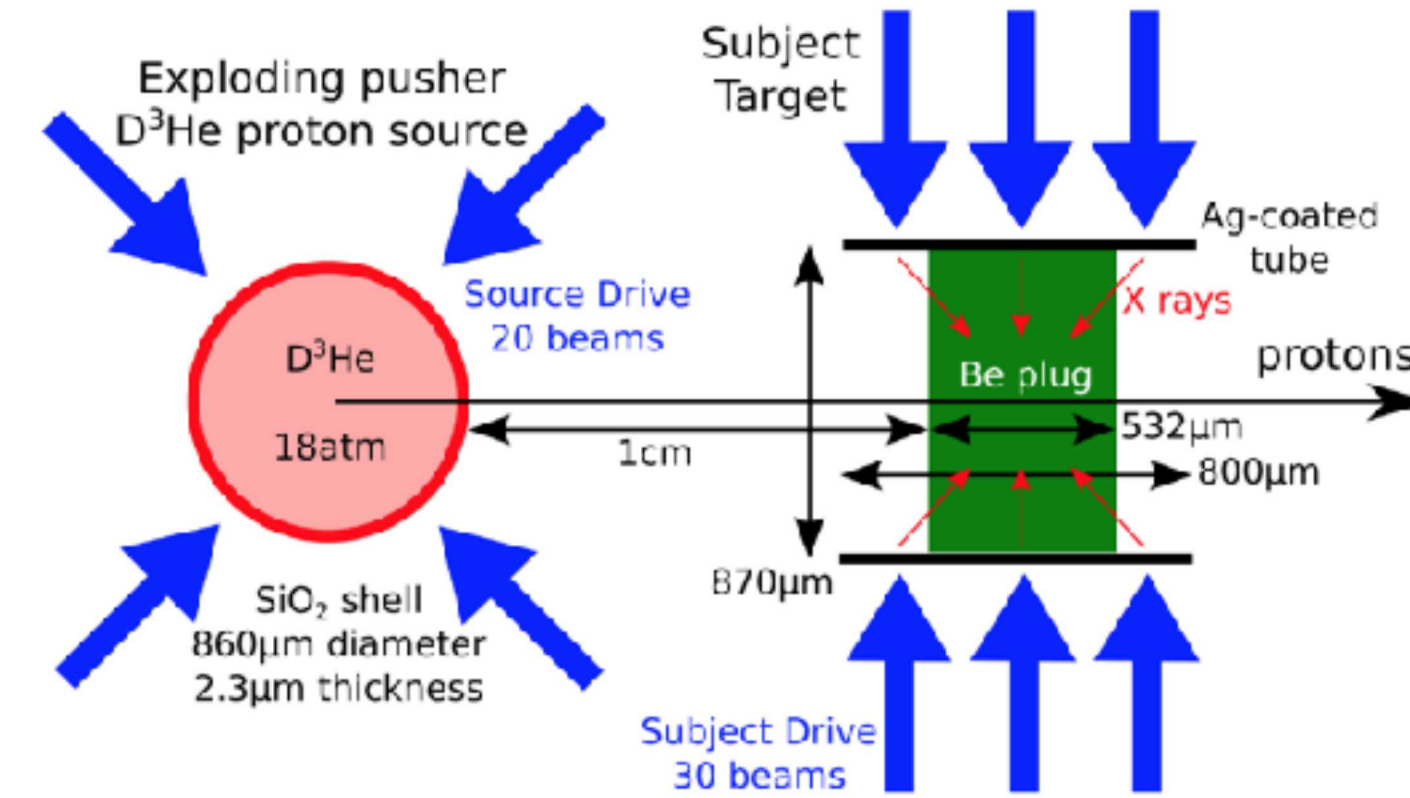 Exploding pusher
D³He proton source
Subject
Target
Ag-coated
tube
Source Drive
20 beams
X rays
D³He
18atm
Be plug
protons
1cm
532µm
800µm
870µm
SiO₂ shell
860µm diameter
2.3µm thickness
Subject Drive
30 beams